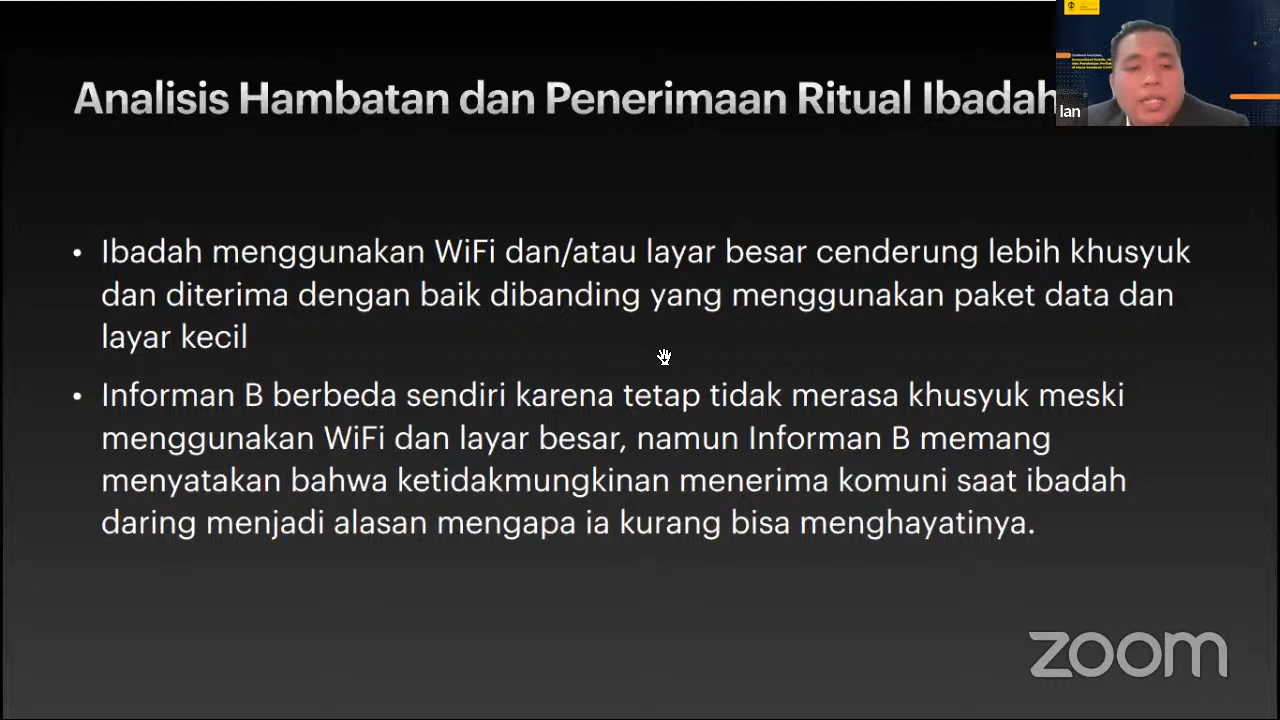 Analisis Hambatan dan Penerimaan Ritual Ibadah
Ian
SEMINAR NASIONAL
• Ibadah menggunakan WiFi dan/atau layar besar cenderung lebih khusyuk
dan diterima dengan baik dibanding yang menggunakan paket data dan
layar kecil
• Informan B berbeda sendiri karena tetap tidak merasa khusyuk meski
menggunakan WiFi dan layar besar, namun Informan B memang
menyatakan bahwa ketidakmungkinan menerima komuni saat ibadah
daring menjadi alasan mengapa ia kurang bisa menghayatinya.
zoom